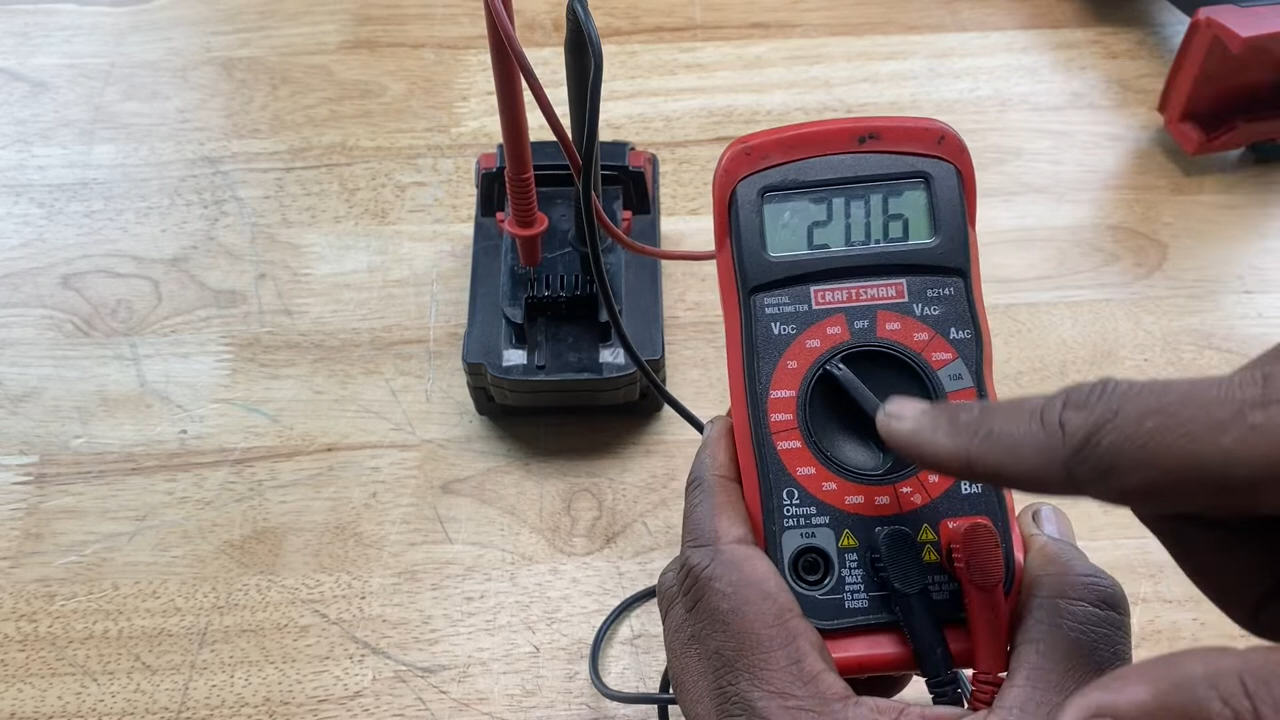 20.6
CRAFTSMAN®
82141
DIGITAL
MULTIMETER
VDC
600
OFF
600
VAC
200
200
AAC
20
200m
2000m
10A
200m
2000k
200k
20k
2000
200
9V
BAT
Ω
Ohms
CAT II - 600V
10A
10A
For
30 sec.
MAX
every
15 min.
FUSED